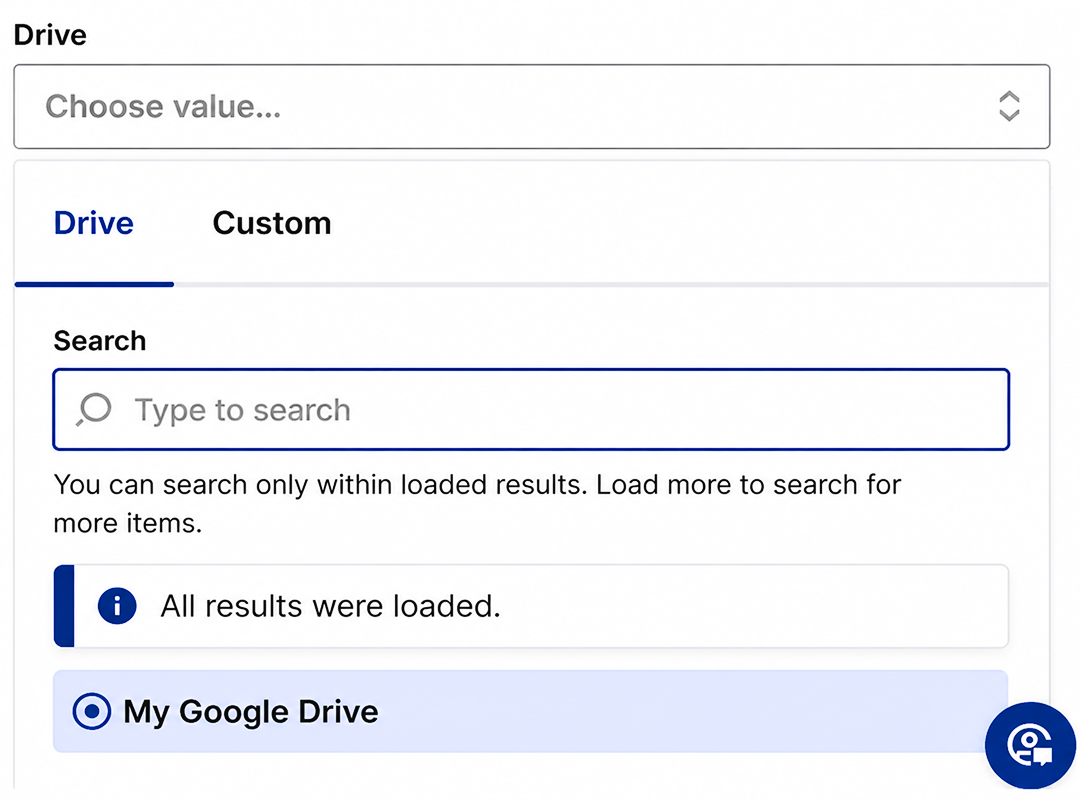 Drive
Choose value...
Drive Custom
Search
Type to search
You can search only within loaded results. Load more to search for
more items.
i All results were loaded.
My Google Drive